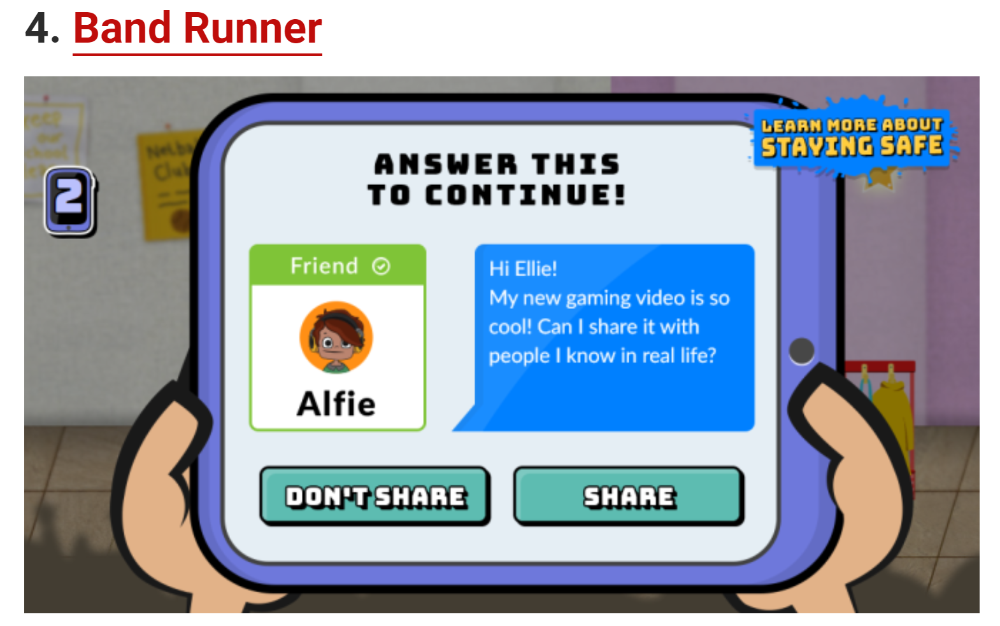 4. Band Runner
LEARN MORE ABOUT
STAYING SAFE
ANSWER THIS
TO CONTINUE!
2
Friend
Alfie
Hi Ellie!
My new gaming video is so
cool! Can I share it with
people I know in real life?
DON'T SHARE
SHARE